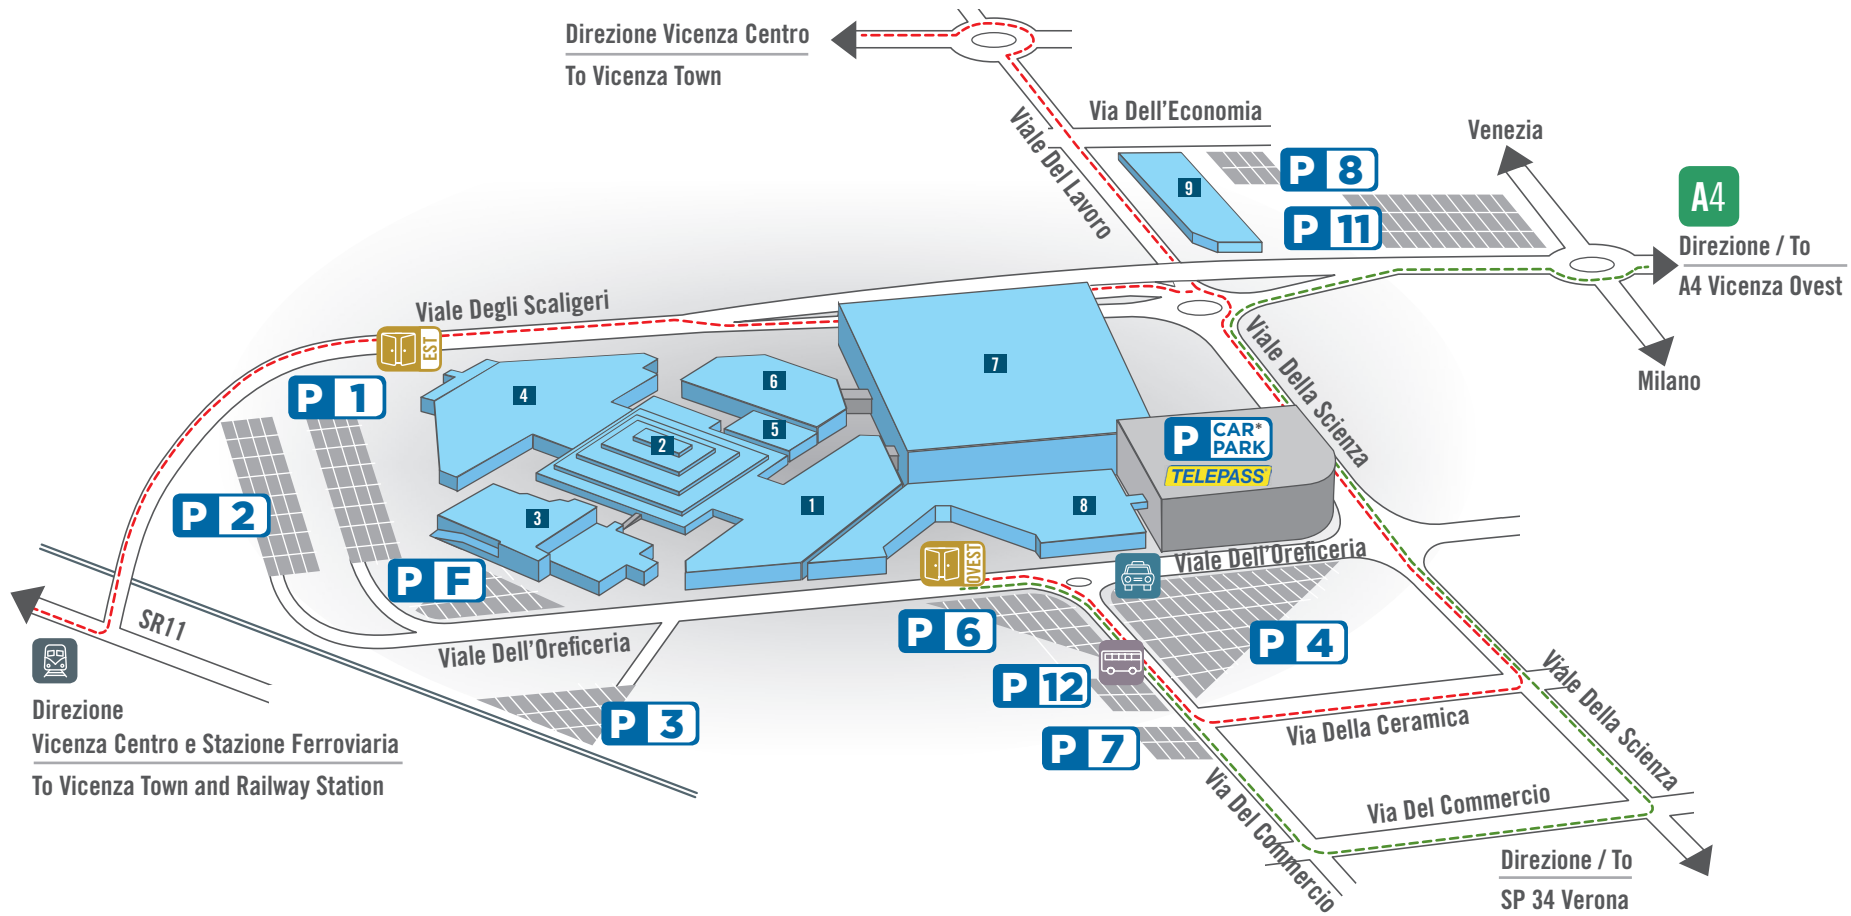 Direzione Vicenza Centro
To Vicenza Town
Via Dell'Economia
Venezia
Viale Del Lavoro
P 8
9
P 11
A4
Direzione / To
A4 Vicenza Ovest
Milano
Viale Degli Scaligeri
EST
P 1
4
6
5
2
7
Viale Della Scienza
P CAR*
PARK
TELEPASS
P 2
3
1
8
P F
OVEST
Viale Dell'Oreficeria
SR11
Viale Dell'Oreficeria
P 6
P 4
P 12
P 3
P 7
Via Della Ceramica
Viale Della Scienza
Via Del Commercio
Via Del Commercio
Direzione
Vicenza Centro e Stazione Ferroviaria
To Vicenza Town and Railway Station
Direzione / To
SP 34 Verona